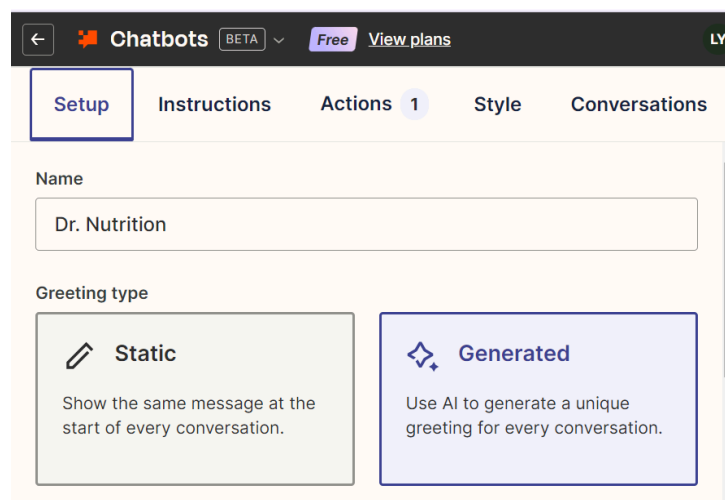 Chatbots BETA Free View plans LY
Setup Instructions Actions 1 Style Conversations
Name
Dr. Nutrition
Greeting type
Static
Show the same message at the
start of every conversation.
Generated
Use AI to generate a unique
greeting for every conversation.